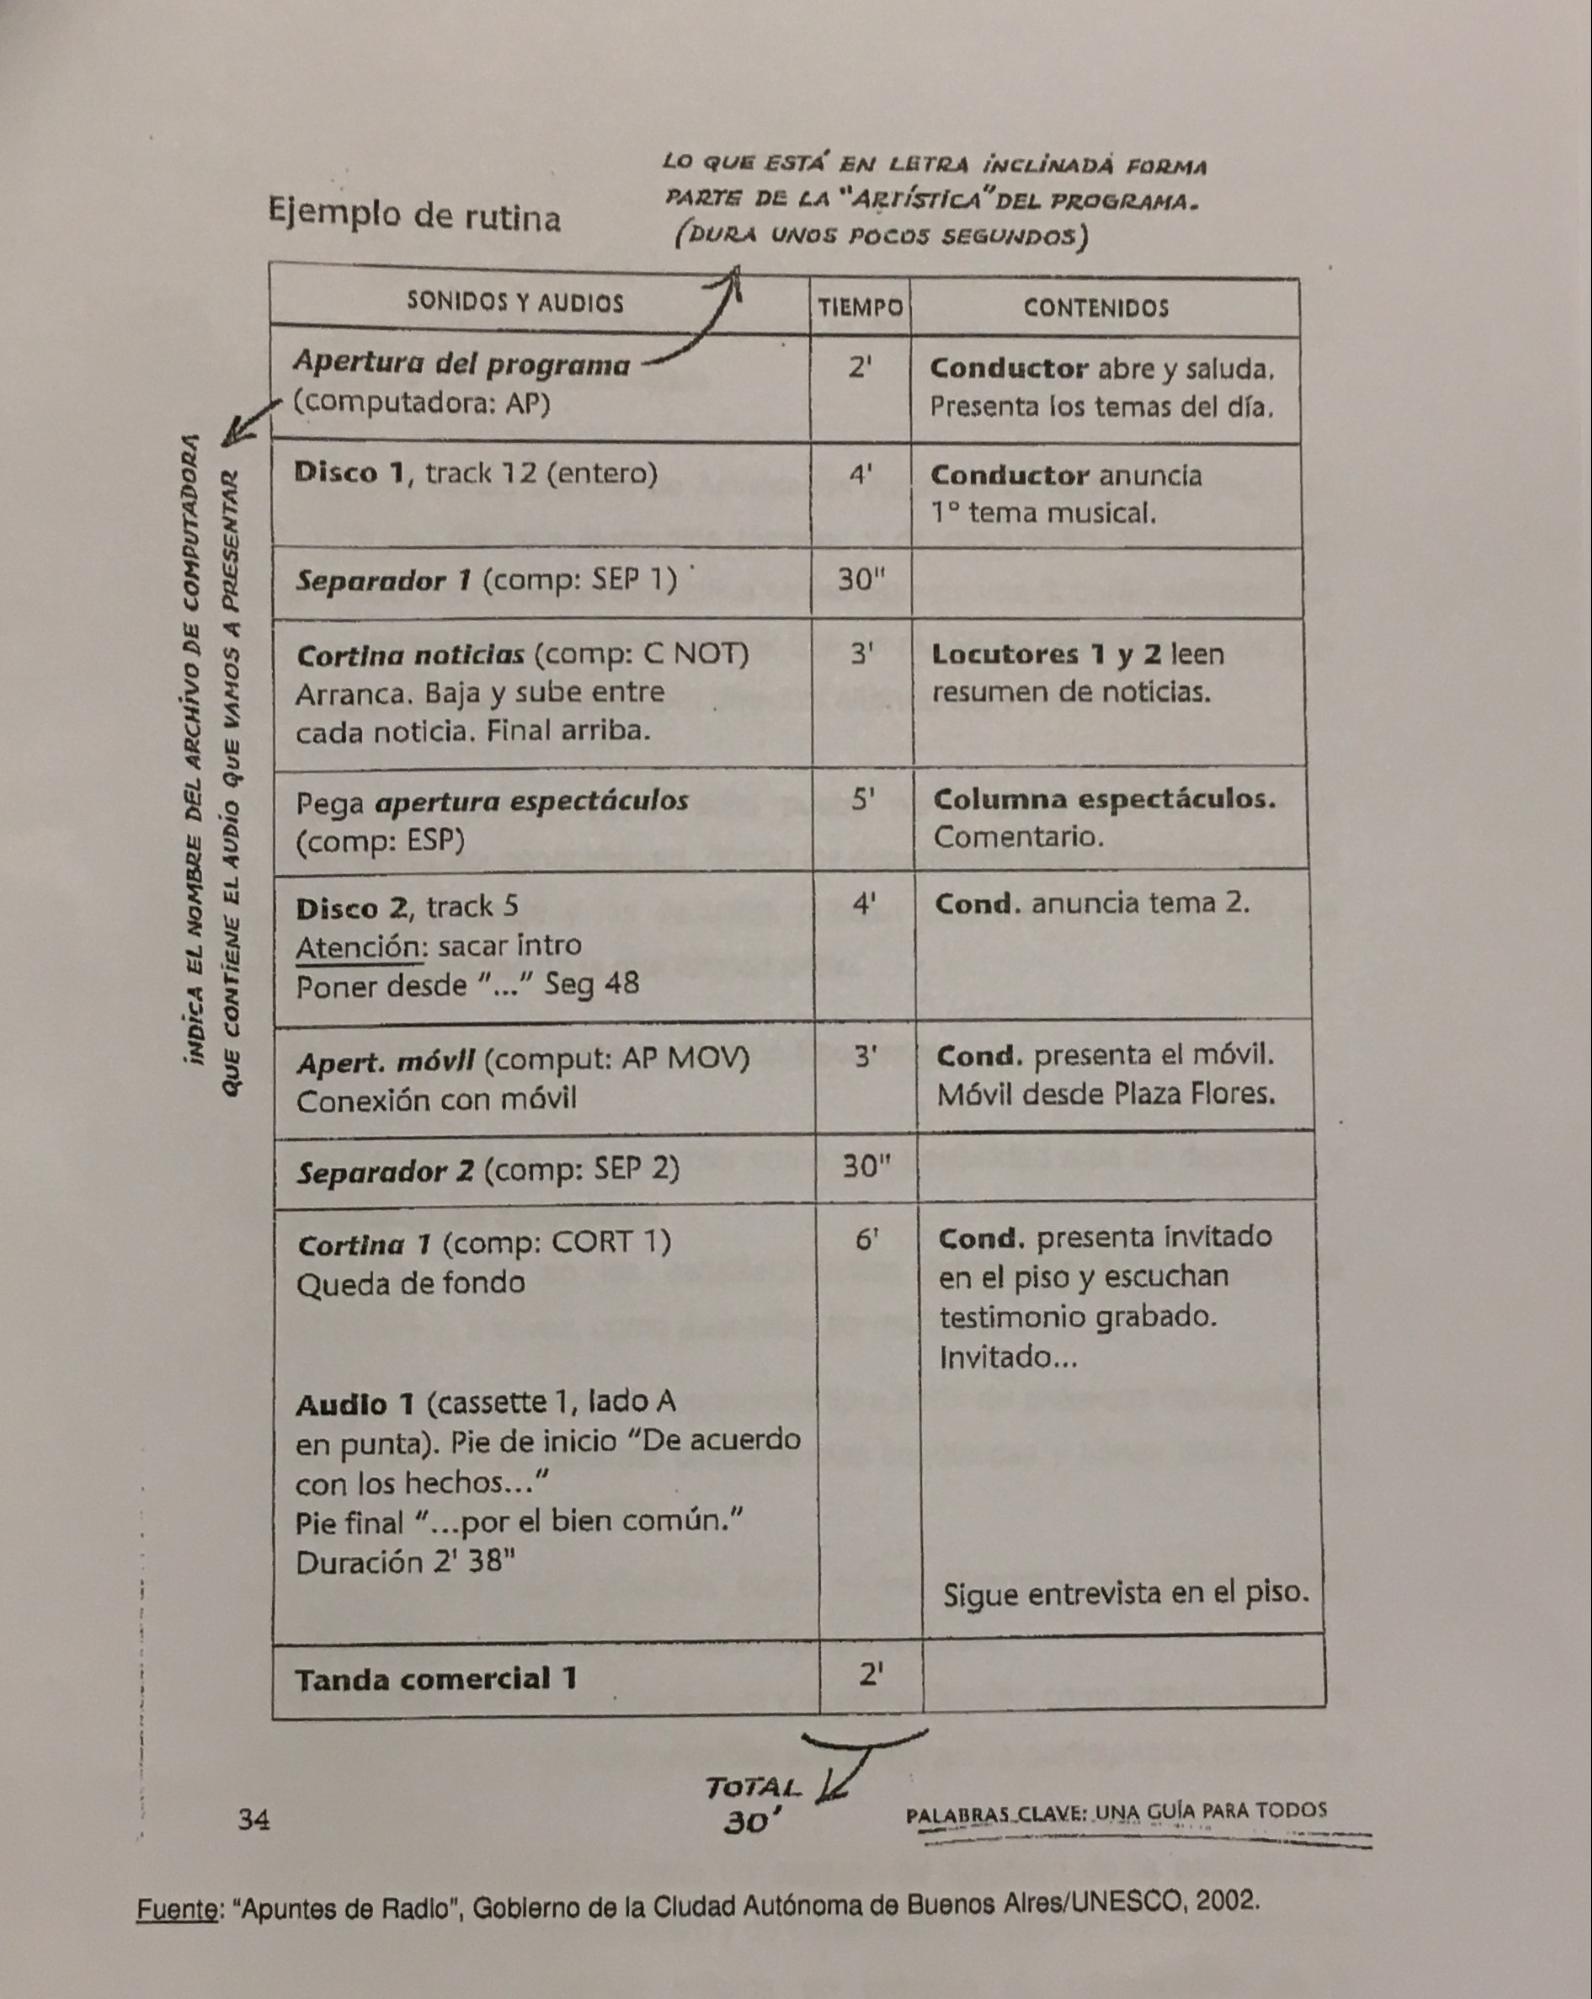 LO QUE ESTÁ EN LETRA INCLINADA FORMA
PARTE DE LA "ARTÍSTICA" DEL PROGRAMA.
(DURA UNOS POCOS SEGUNDOS)
Ejemplo de rutina
SONIDOS Y AUDIOS TIEMPO CONTENIDOS
Apertura del programa 2' Conductor abre y saluda.
(computadora: AP) Presenta los temas del día.
Disco 1, track 12 (entero) 4' Conductor anuncia
1° tema musical.
Separador 1 (comp: SEP 1) 30"
Cortina noticias (comp: C NOT) 3' Locutores 1 y 2 leen
Arranca. Baja y sube entre resumen de noticias.
cada noticia. Final arriba.
Pega apertura espectáculos 5' Columna espectáculos.
(comp: ESP) Comentario.
Disco 2, track 5 4' Cond. anuncia tema 2.
Atención: sacar intro
Poner desde "..." Seg 48
Apert. móvil (comput: AP MOV) 3' Cond. presenta el móvil.
Conexión con móvil Móvil desde Plaza Flores.
Separador 2 (comp: SEP 2) 30"
Cortina 1 (comp: CORT 1) 6' Cond. presenta invitado
Queda de fondo en el piso y escuchan
testimonio grabado.
Invitado...
Audio 1 (cassette 1, lado A
en punta). Pie de inicio "De acuerdo
con los hechos..."
Pie final "...por el bien común."
Duración 2' 38"
Sigue entrevista en el piso.
Tanda comercial 1 2'
INDICA EL NOMBRE DEL ARCHIVO DE COMPUTADORA
QUE CONTIENE EL AUDIO QUE VAMOS A PRESENTAR
TOTAL
30'
34 PALABRAS CLAVE: UNA GUÍA PARA TODOS
Fuente: "Apuntes de Radio", Gobierno de la Ciudad Autónoma de Buenos Aires/UNESCO, 2002.